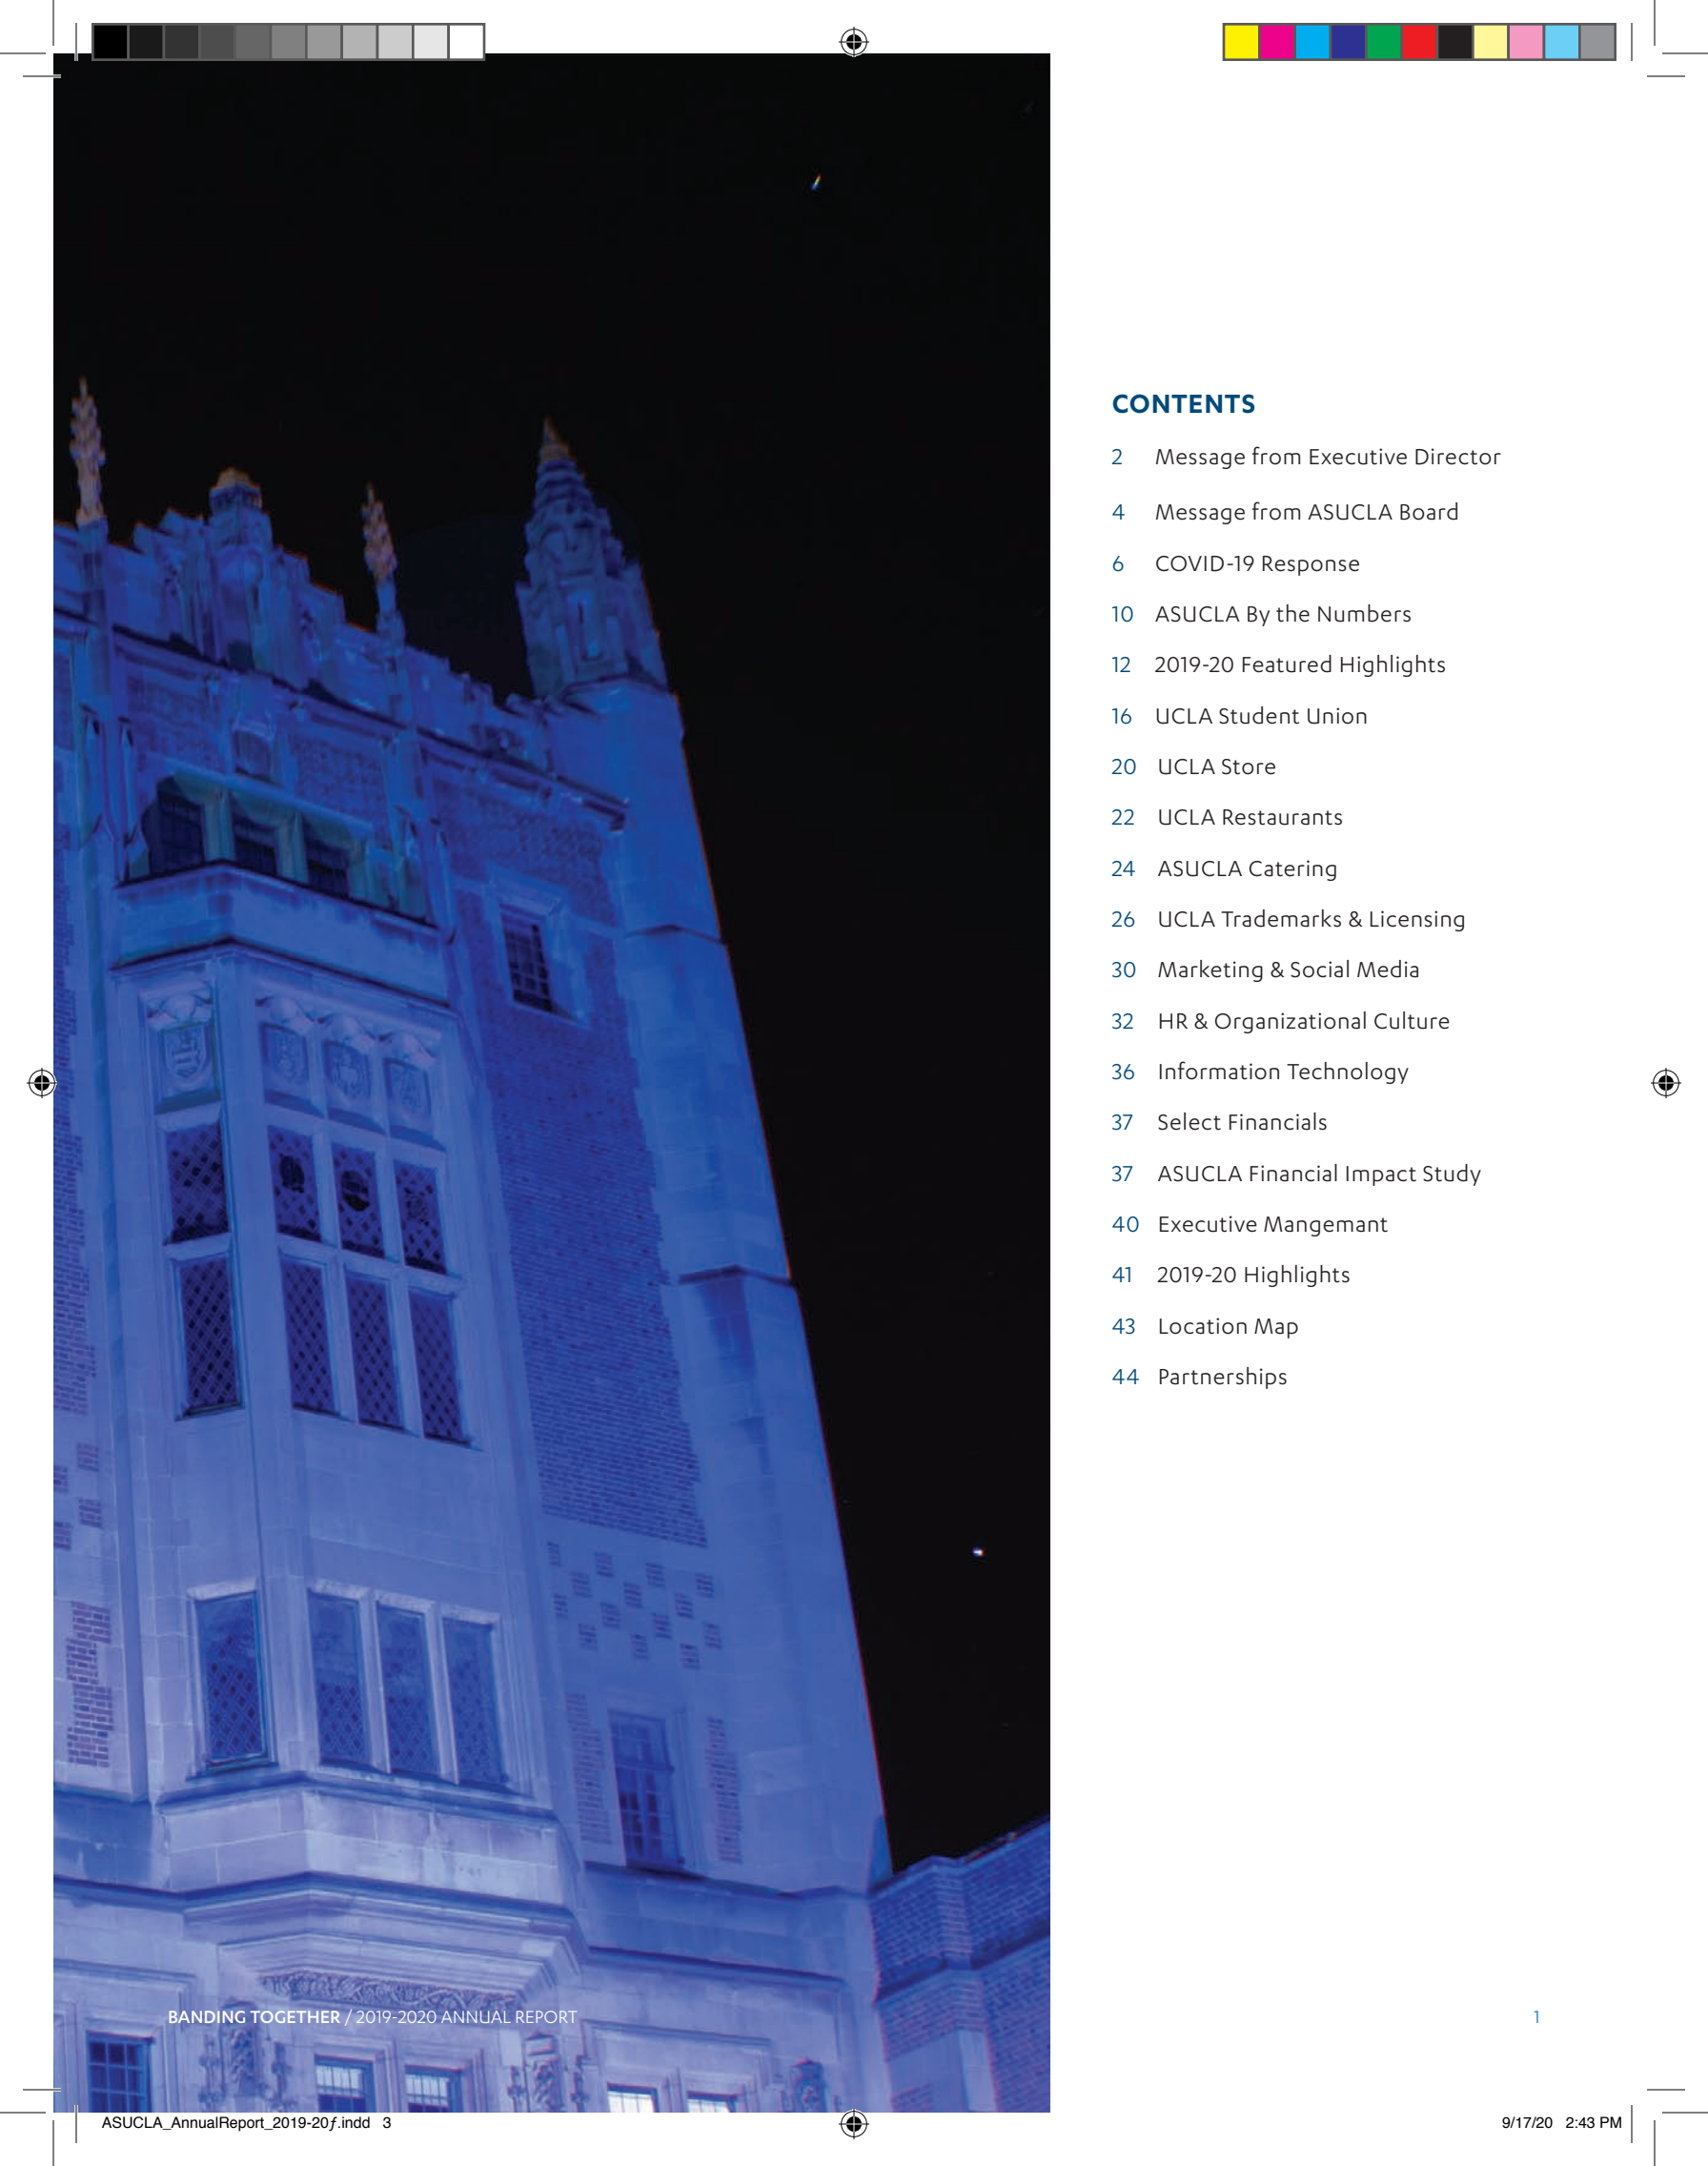 CONTENTS
2 Message from Executive Director
4 Message from ASUCLA Board
6 COVID-19 Response
10 ASUCLA By the Numbers
12 2019-20 Featured Highlights
16 UCLA Student Union
20 UCLA Store
22 UCLA Restaurants
24 ASUCLA Catering
26 UCLA Trademarks & Licensing
30 Marketing & Social Media
32 HR & Organizational Culture
36 Information Technology
37 Select Financials
37 ASUCLA Financial Impact Study
40 Executive Mangemant
41 2019-20 Highlights
43 Location Map
44 Partnerships
BANDING TOGETHER / 2019-2020 ANNUAL REPORT
1
ASUCLA_AnnualReport_2019-20ƒ.indd 3
9/17/20 2:43 PM